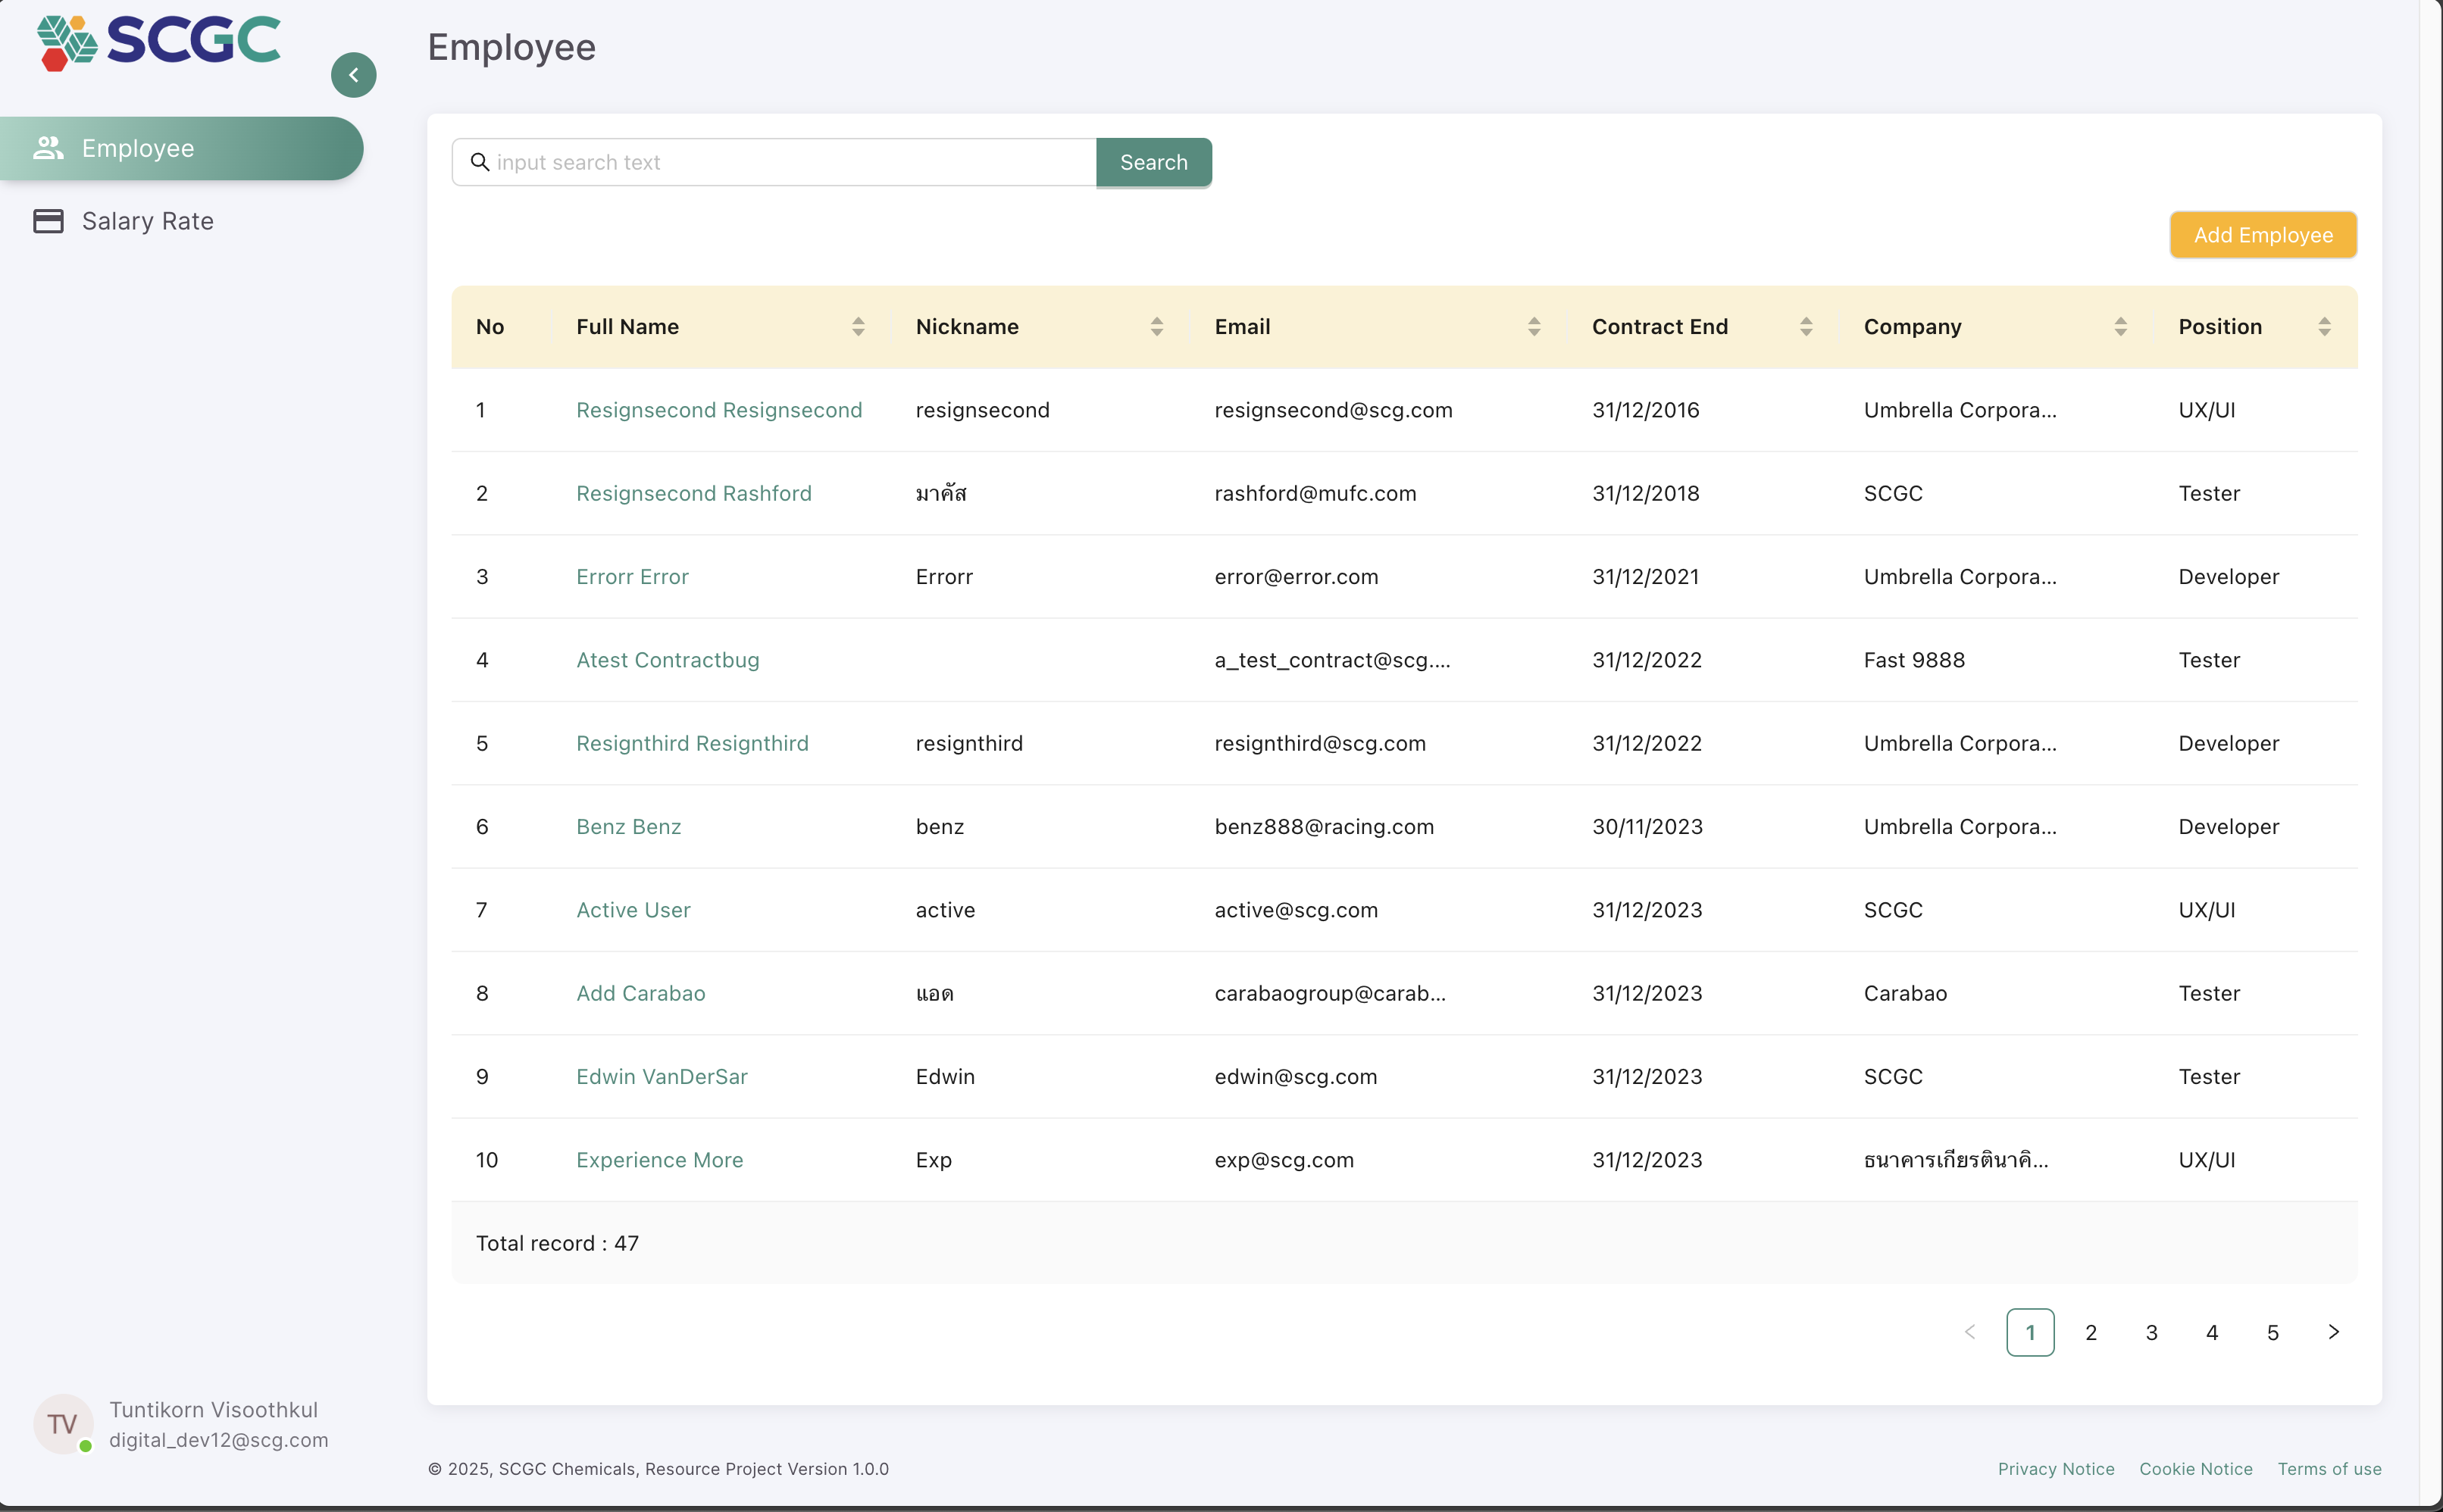 SCGC
Employee
Salary Rate
Employee
input search text
Search
Add Employee
No Full Name Nickname Email Contract End Company Position
1 Resignsecond Resignsecond resignsecond resignsecond@scg.com 31/12/2016 Umbrella Corpora... UX/UI
2 Resignsecond Rashford มาคัส rashford@mufc.com 31/12/2018 SCGC Tester
3 Errorr Error Errorr error@error.com 31/12/2021 Umbrella Corpora... Developer
4 Atest Contractbug a_test_contract@scg.... 31/12/2022 Fast 9888 Tester
5 Resignthird Resignthird resignthird resignthird@scg.com 31/12/2022 Umbrella Corpora... Developer
6 Benz Benz benz benz888@racing.com 30/11/2023 Umbrella Corpora... Developer
7 Active User active active@scg.com 31/12/2023 SCGC UX/UI
8 Add Carabao แอด carabaogroup@carab... 31/12/2023 Carabao Tester
9 Edwin VanDerSar Edwin edwin@scg.com 31/12/2023 SCGC Tester
10 Experience More Exp exp@scg.com 31/12/2023 ธนาคารเกียรตินาคิ... UX/UI
Total record : 47
1 2 3 4 5
TV
Tuntikorn Visoothkul
digital_dev12@scg.com
© 2025, SCGC Chemicals, Resource Project Version 1.0.0
Privacy Notice Cookie Notice Terms of use